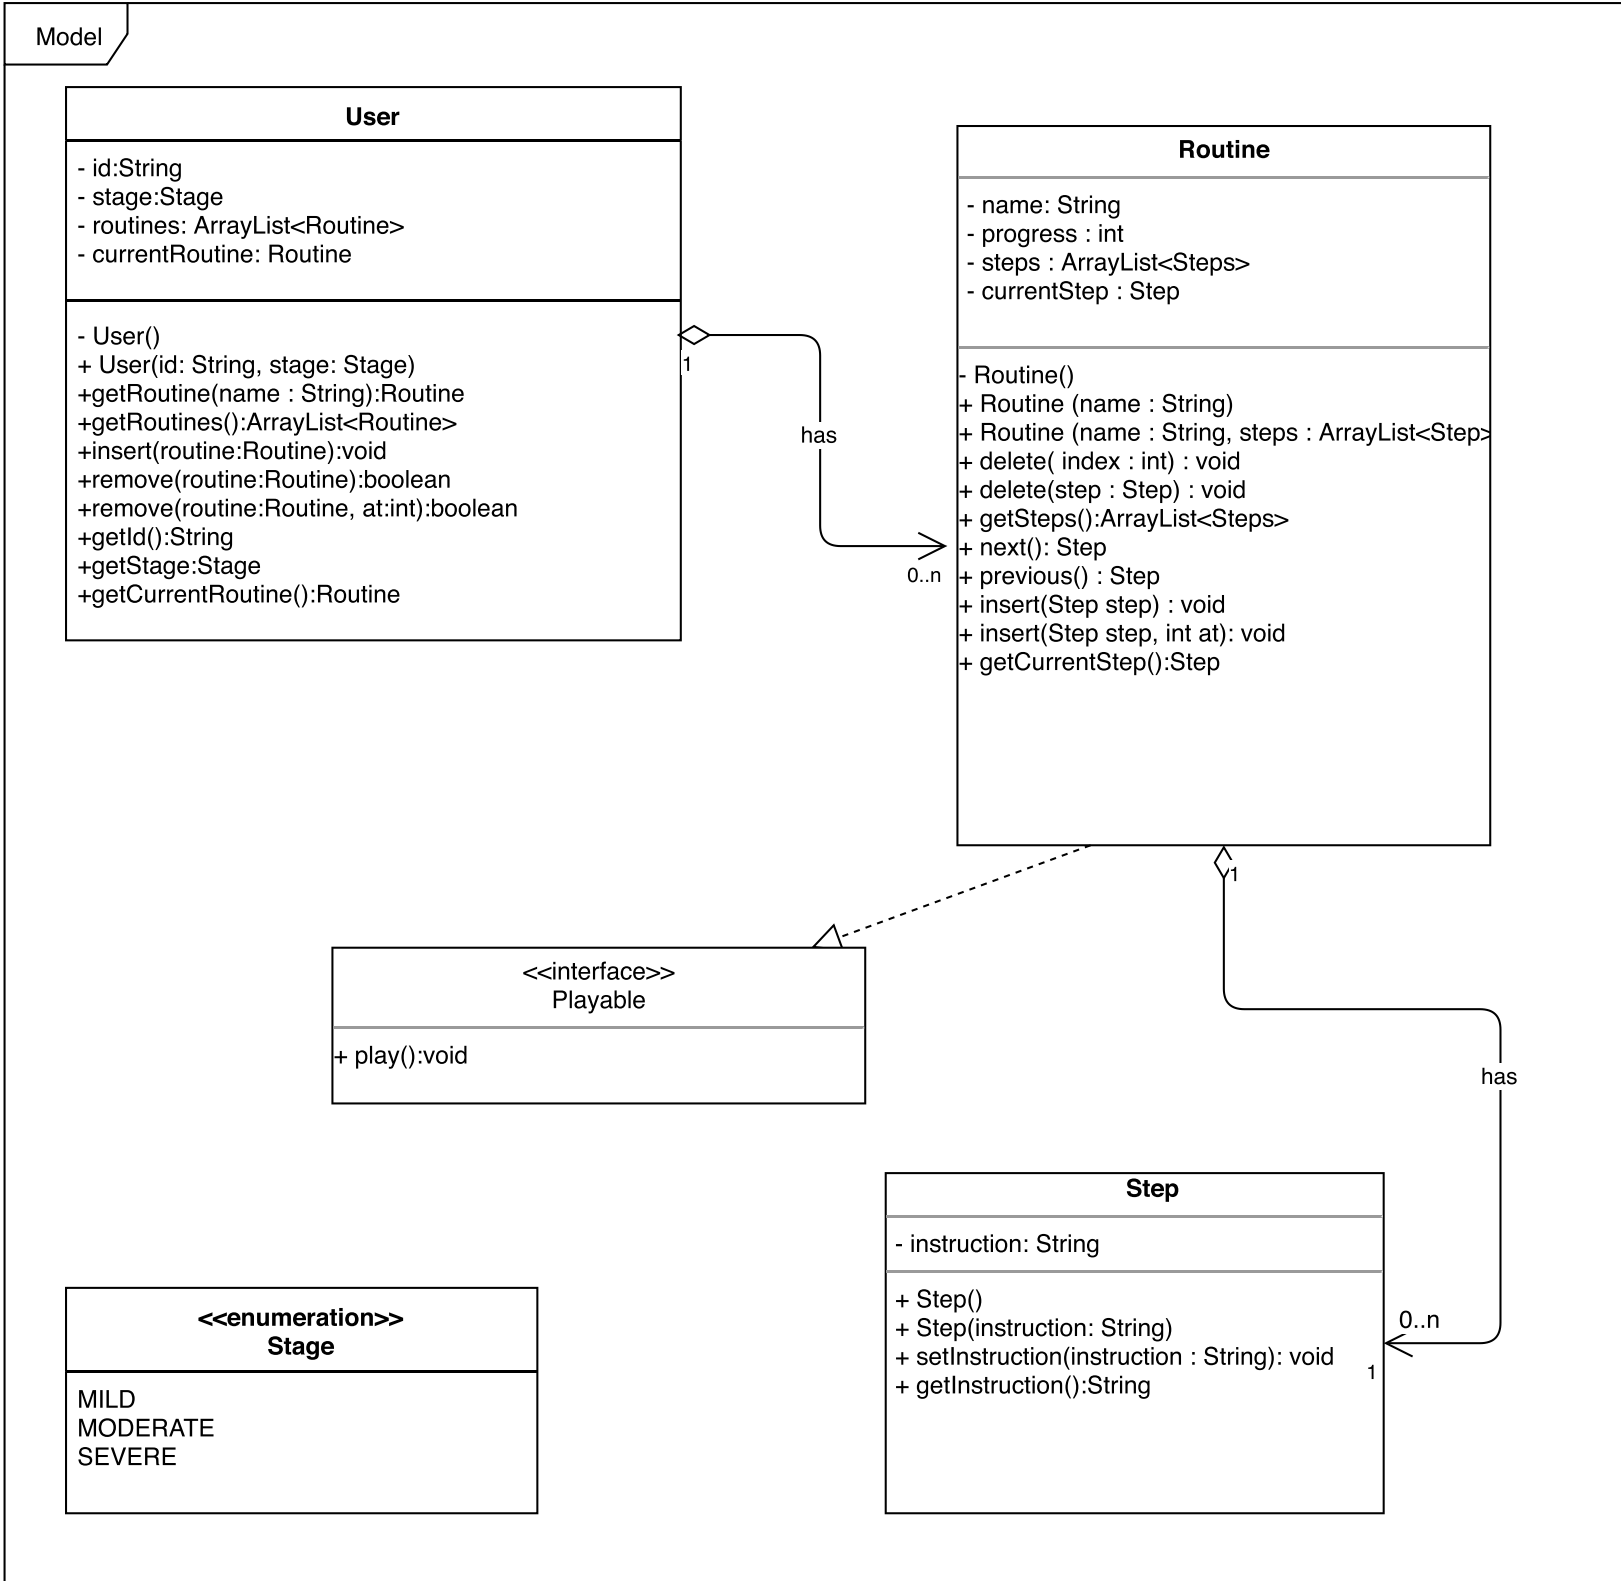 Model
User
- id:String
- stage:Stage
- routines: ArrayList<Routine>
- currentRoutine: Routine
- User()
+ User(id: String, stage: Stage)
+getRoutine(name : String):Routine
+getRoutines():ArrayList<Routine>
+insert(routine:Routine):void
+remove(routine:Routine):boolean
+remove(routine:Routine, at:int):boolean
+getId():String
+getStage:Stage
+getCurrentRoutine():Routine
1
has
0..n
Routine
- name: String
- progress : int
- steps : ArrayList<Steps>
- currentStep : Step
- Routine()
+ Routine (name : String)
+ Routine (name : String, steps : ArrayList<Step>
+ delete( index : int) : void
+ delete(step : Step) : void
+ getSteps():ArrayList<Steps>
+ next(): Step
+ previous() : Step
+ insert(Step step) : void
+ insert(Step step, int at): void
+ getCurrentStep():Step
1
has
0..n
1
<<interface>>
Playable
+ play():void
Step
- instruction: String
+ Step()
+ Step(instruction: String)
+ setInstruction(instruction : String): void
+ getInstruction():String
<<enumeration>>
Stage
MILD
MODERATE
SEVERE